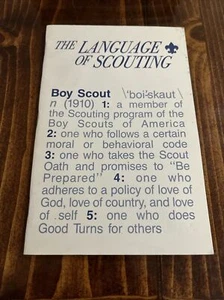 THE LANGUAGE
OF SCOUTING
Boy Scout \'boi-skaut \
n (1910) 1: a member of
the Scouting program of the
Boy Scouts of America
2: one who follows a certain
moral or behavioral code
3: one who takes the Scout
Oath and promises to "Be
Prepared" 4: one who
adheres to a policy of love of
God, love of country, and love
of self 5: one who does
Good Turns for others